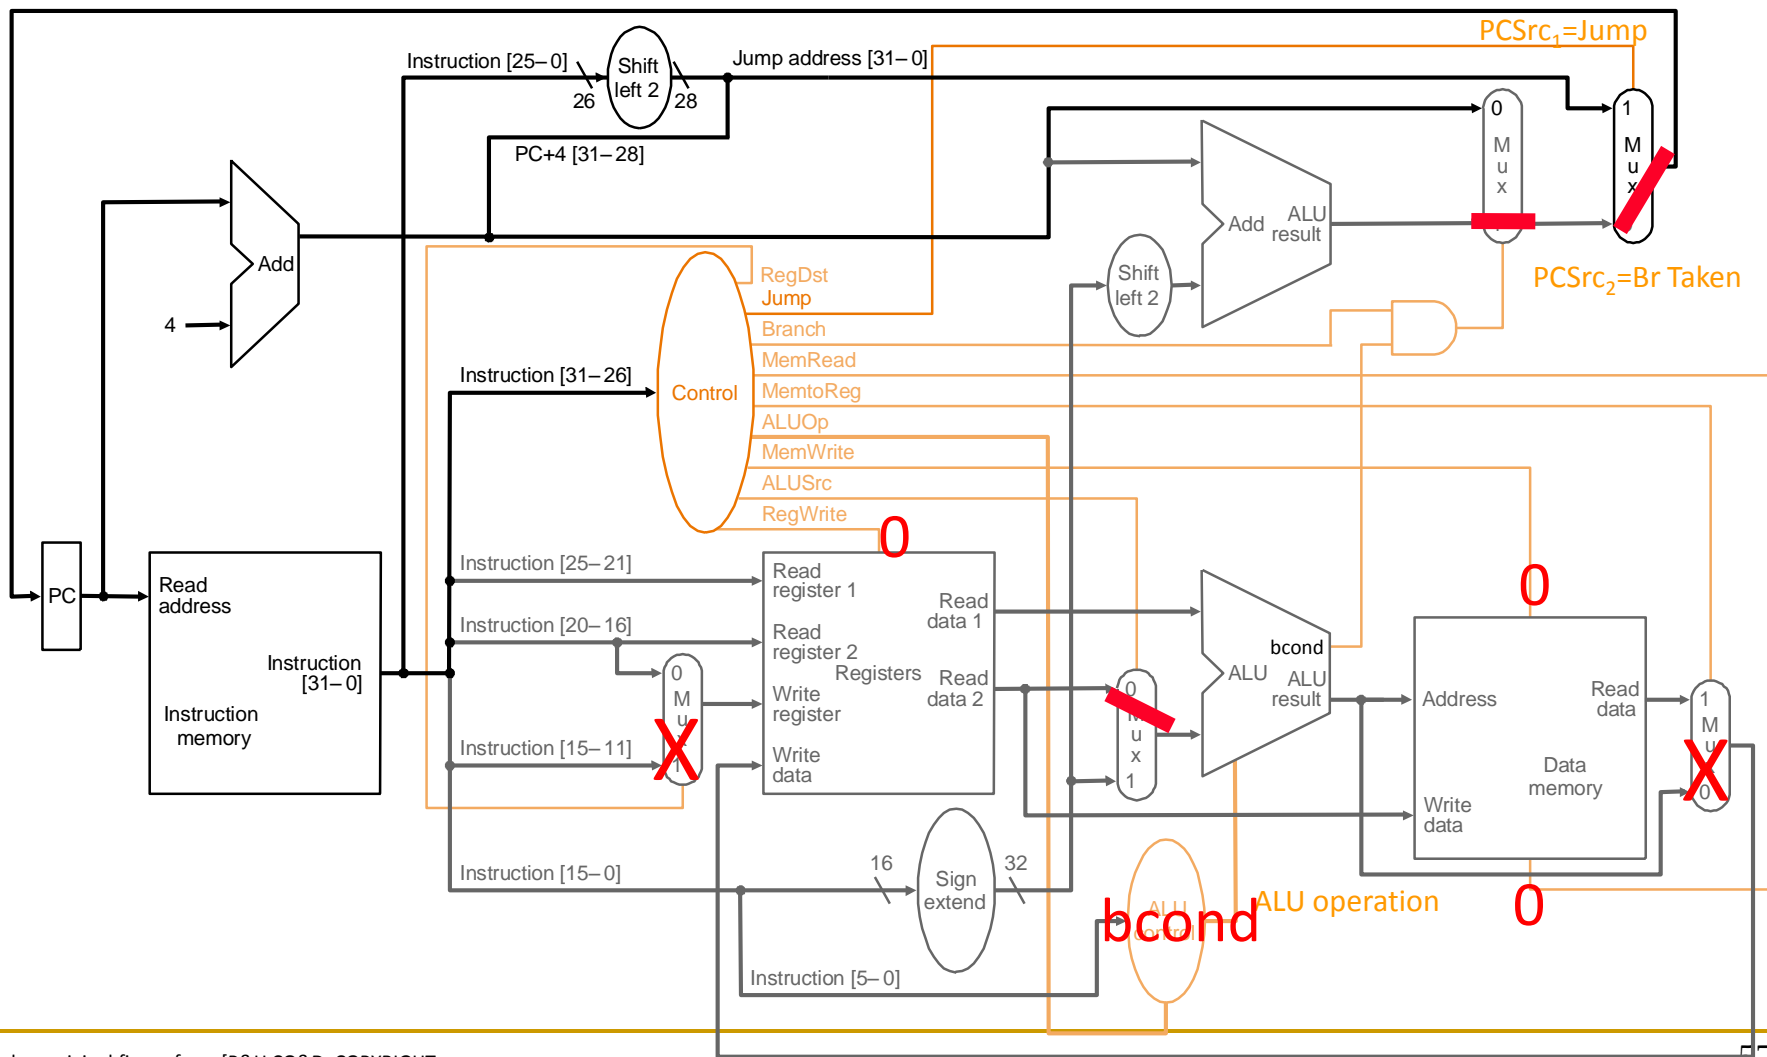 PCSrc1=Jump
Instruction [25–0]
Shift
left 2
Jump address [31–0]
26
28
0
1
M
u
x
M
u
x
PC+4 [31–28]
Add
ALU
result
Add
Shift
left 2
PCSrc2=Br Taken
4
RegDst
Jump
Branch
MemRead
MemtoReg
ALUOp
MemWrite
ALUSrc
RegWrite
Control
Instruction [31–26]
0
0
PC
Read
address
Instruction
[31–0]
Instruction
memory
Instruction [25–21]
Instruction [20–16]
Instruction [15–11]
Instruction [15–0]
Instruction [5–0]
0
M
u
X
1
Read
register 1
Read
register 2
Write
register
Write
data
Registers
Read
data 1
Read
data 2
0
M
u
x
1
bcond
ALU
ALU
result
Address
Write
data
Read
data
Data
memory
1
M
u
X
0
16
Sign
extend
32
ALU
control
bcond
ALU operation
0